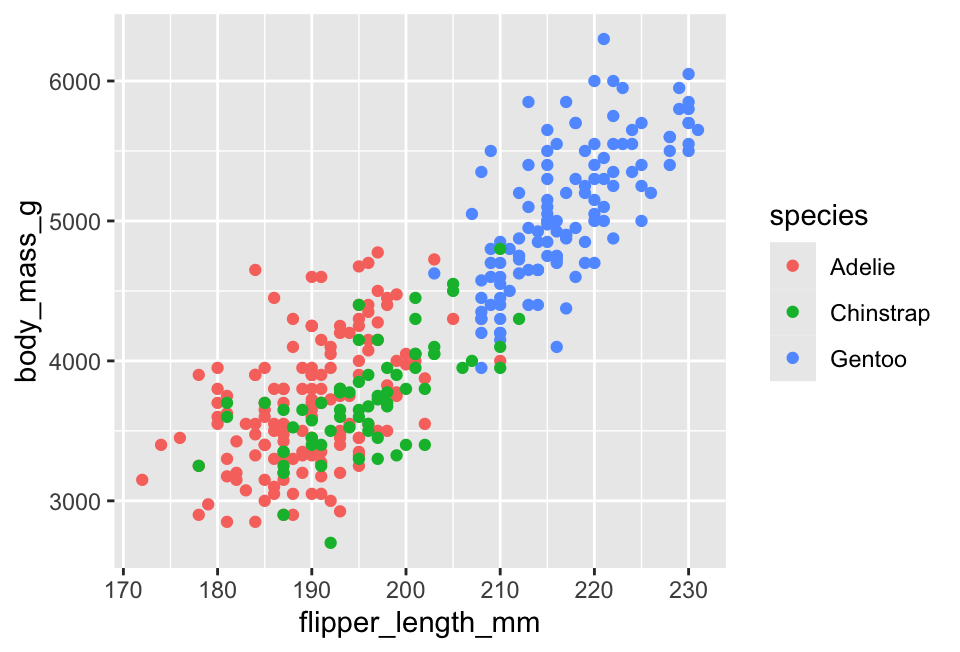 6000
5000
4000
3000
body_mass_g
170 180 190 200 210 220 230
flipper_length_mm
species
Adelie
Chinstrap
Gentoo